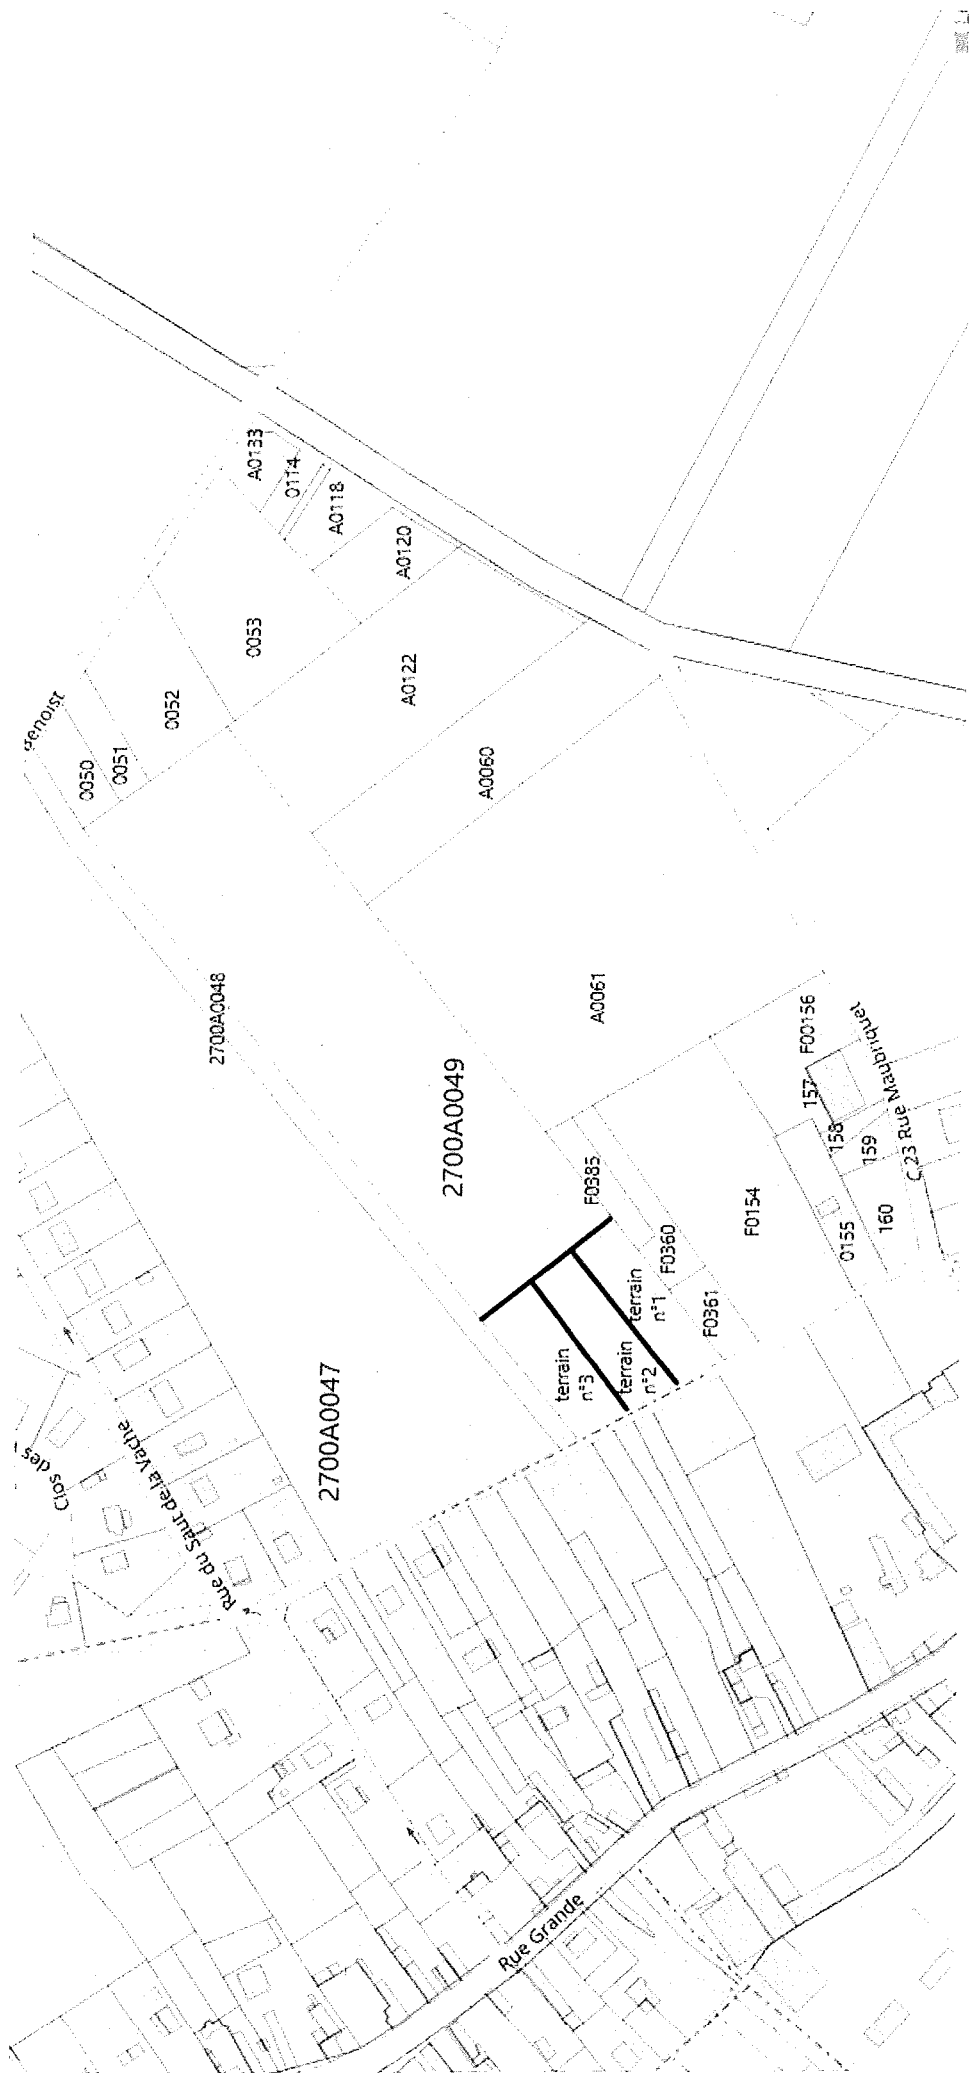 A0133
0114
A0118
A0120
0053
A0122
0052
0051
0050
A0060
2700A0048
A0061
2700A0049
F00156
157
158
159
160
0155
C 23 Rue Maubriquet
F0385
F0154
F0360
F0361
terrain
n°1
terrain
n°2
terrain
n°3
2700A0047
Clos des
Rue du Saut de la Vache
Rue Grande